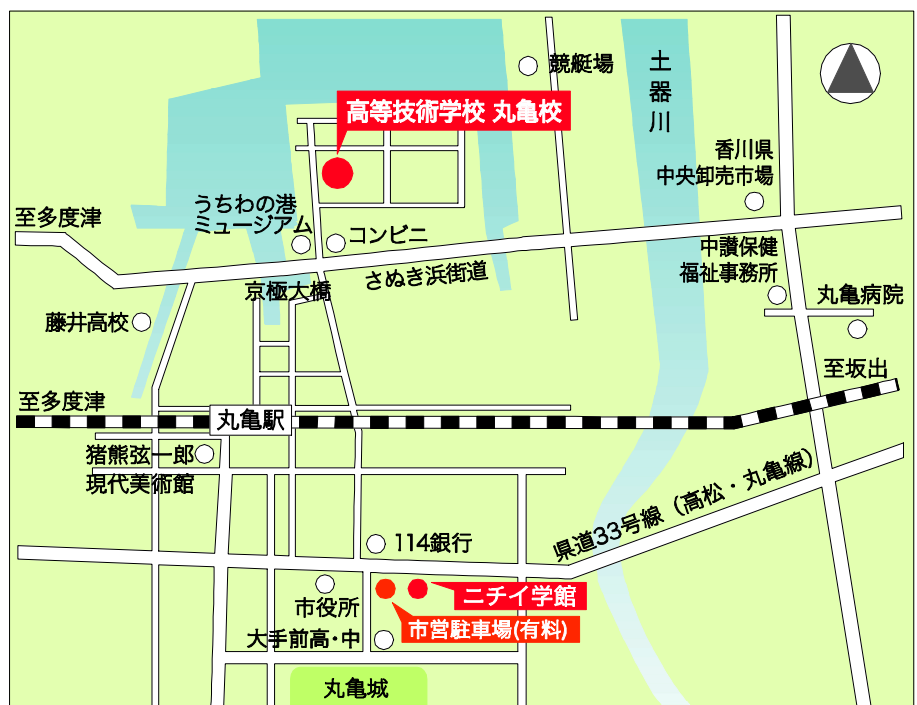 競艇場
土器川
高等技術学校 丸亀校
香川県
中央卸売市場
うちわの港
ミュージアム
至多度津
コンビニ
中讃保健
福祉事務所
さぬき浜街道
京極大橋
丸亀病院
藤井高校
至坂出
至多度津
丸亀駅
猪熊弦一郎
現代美術館
県道33号線（高松・丸亀線）
114銀行
ニチイ学館
市役所
市営駐車場(有料)
大手前高・中
丸亀城